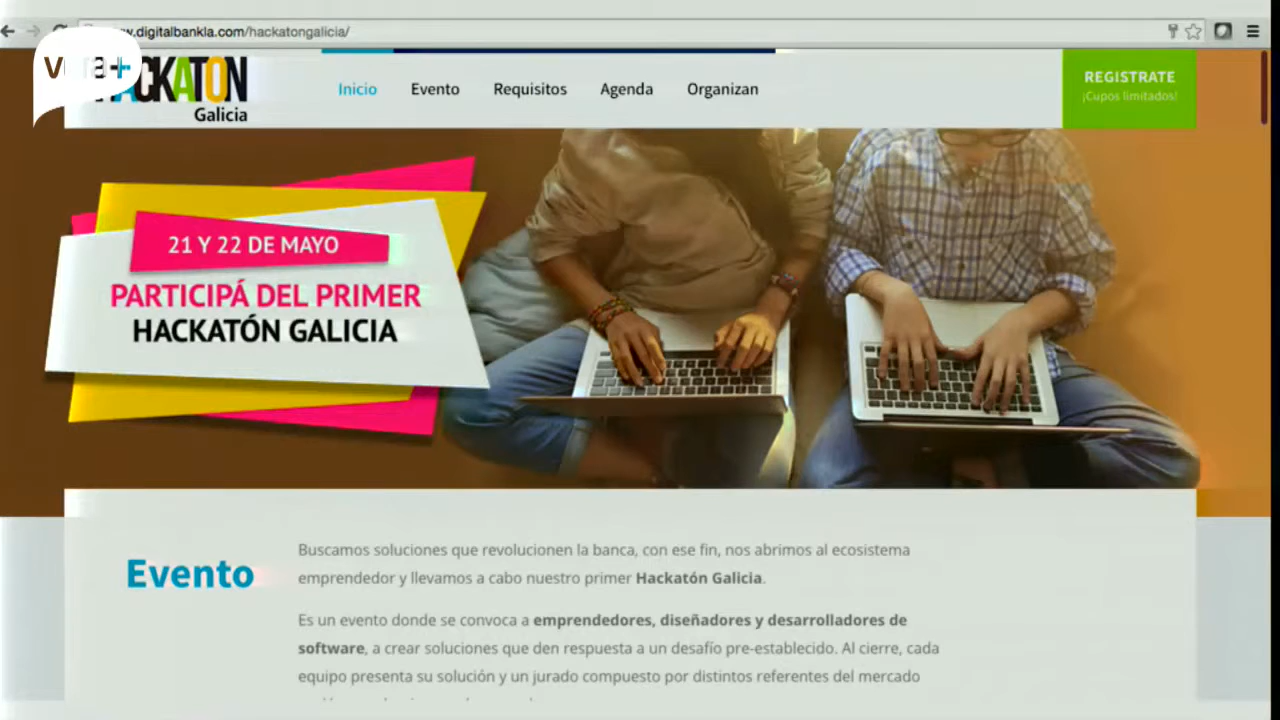 w.digitalbankla.com/hackatongalicia/
ver+
HACKATON
Galicia
Inicio
Evento
Requisitos
Agenda
Organizan
REGISTRATE
¡Cupos limitados!
21 Y 22 DE MAYO
PARTICIPÁ DEL PRIMER
HACKATÓN GALICIA
Evento
Buscamos soluciones que revolucionen la banca, con ese fin, nos abrimos al ecosistema
emprendedor y llevamos a cabo nuestro primer Hackatón Galicia.
Es un evento donde se convoca a emprendedores, diseñadores y desarrolladores de
software, a crear soluciones que den respuesta a un desafío pre-establecido. Al cierre, cada
equipo presenta su solución y un jurado compuesto por distintos referentes del mercado